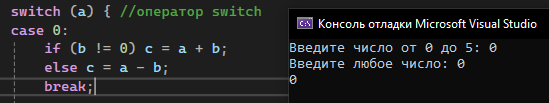 switch (a) { //оператор switch
case 0:
if (b != 0) c = a + b;
else c = a - b;
break;
Консоль отладки Microsoft Visual Studio
Введите число от 0 до 5: 0
Введите любое число: 0
0